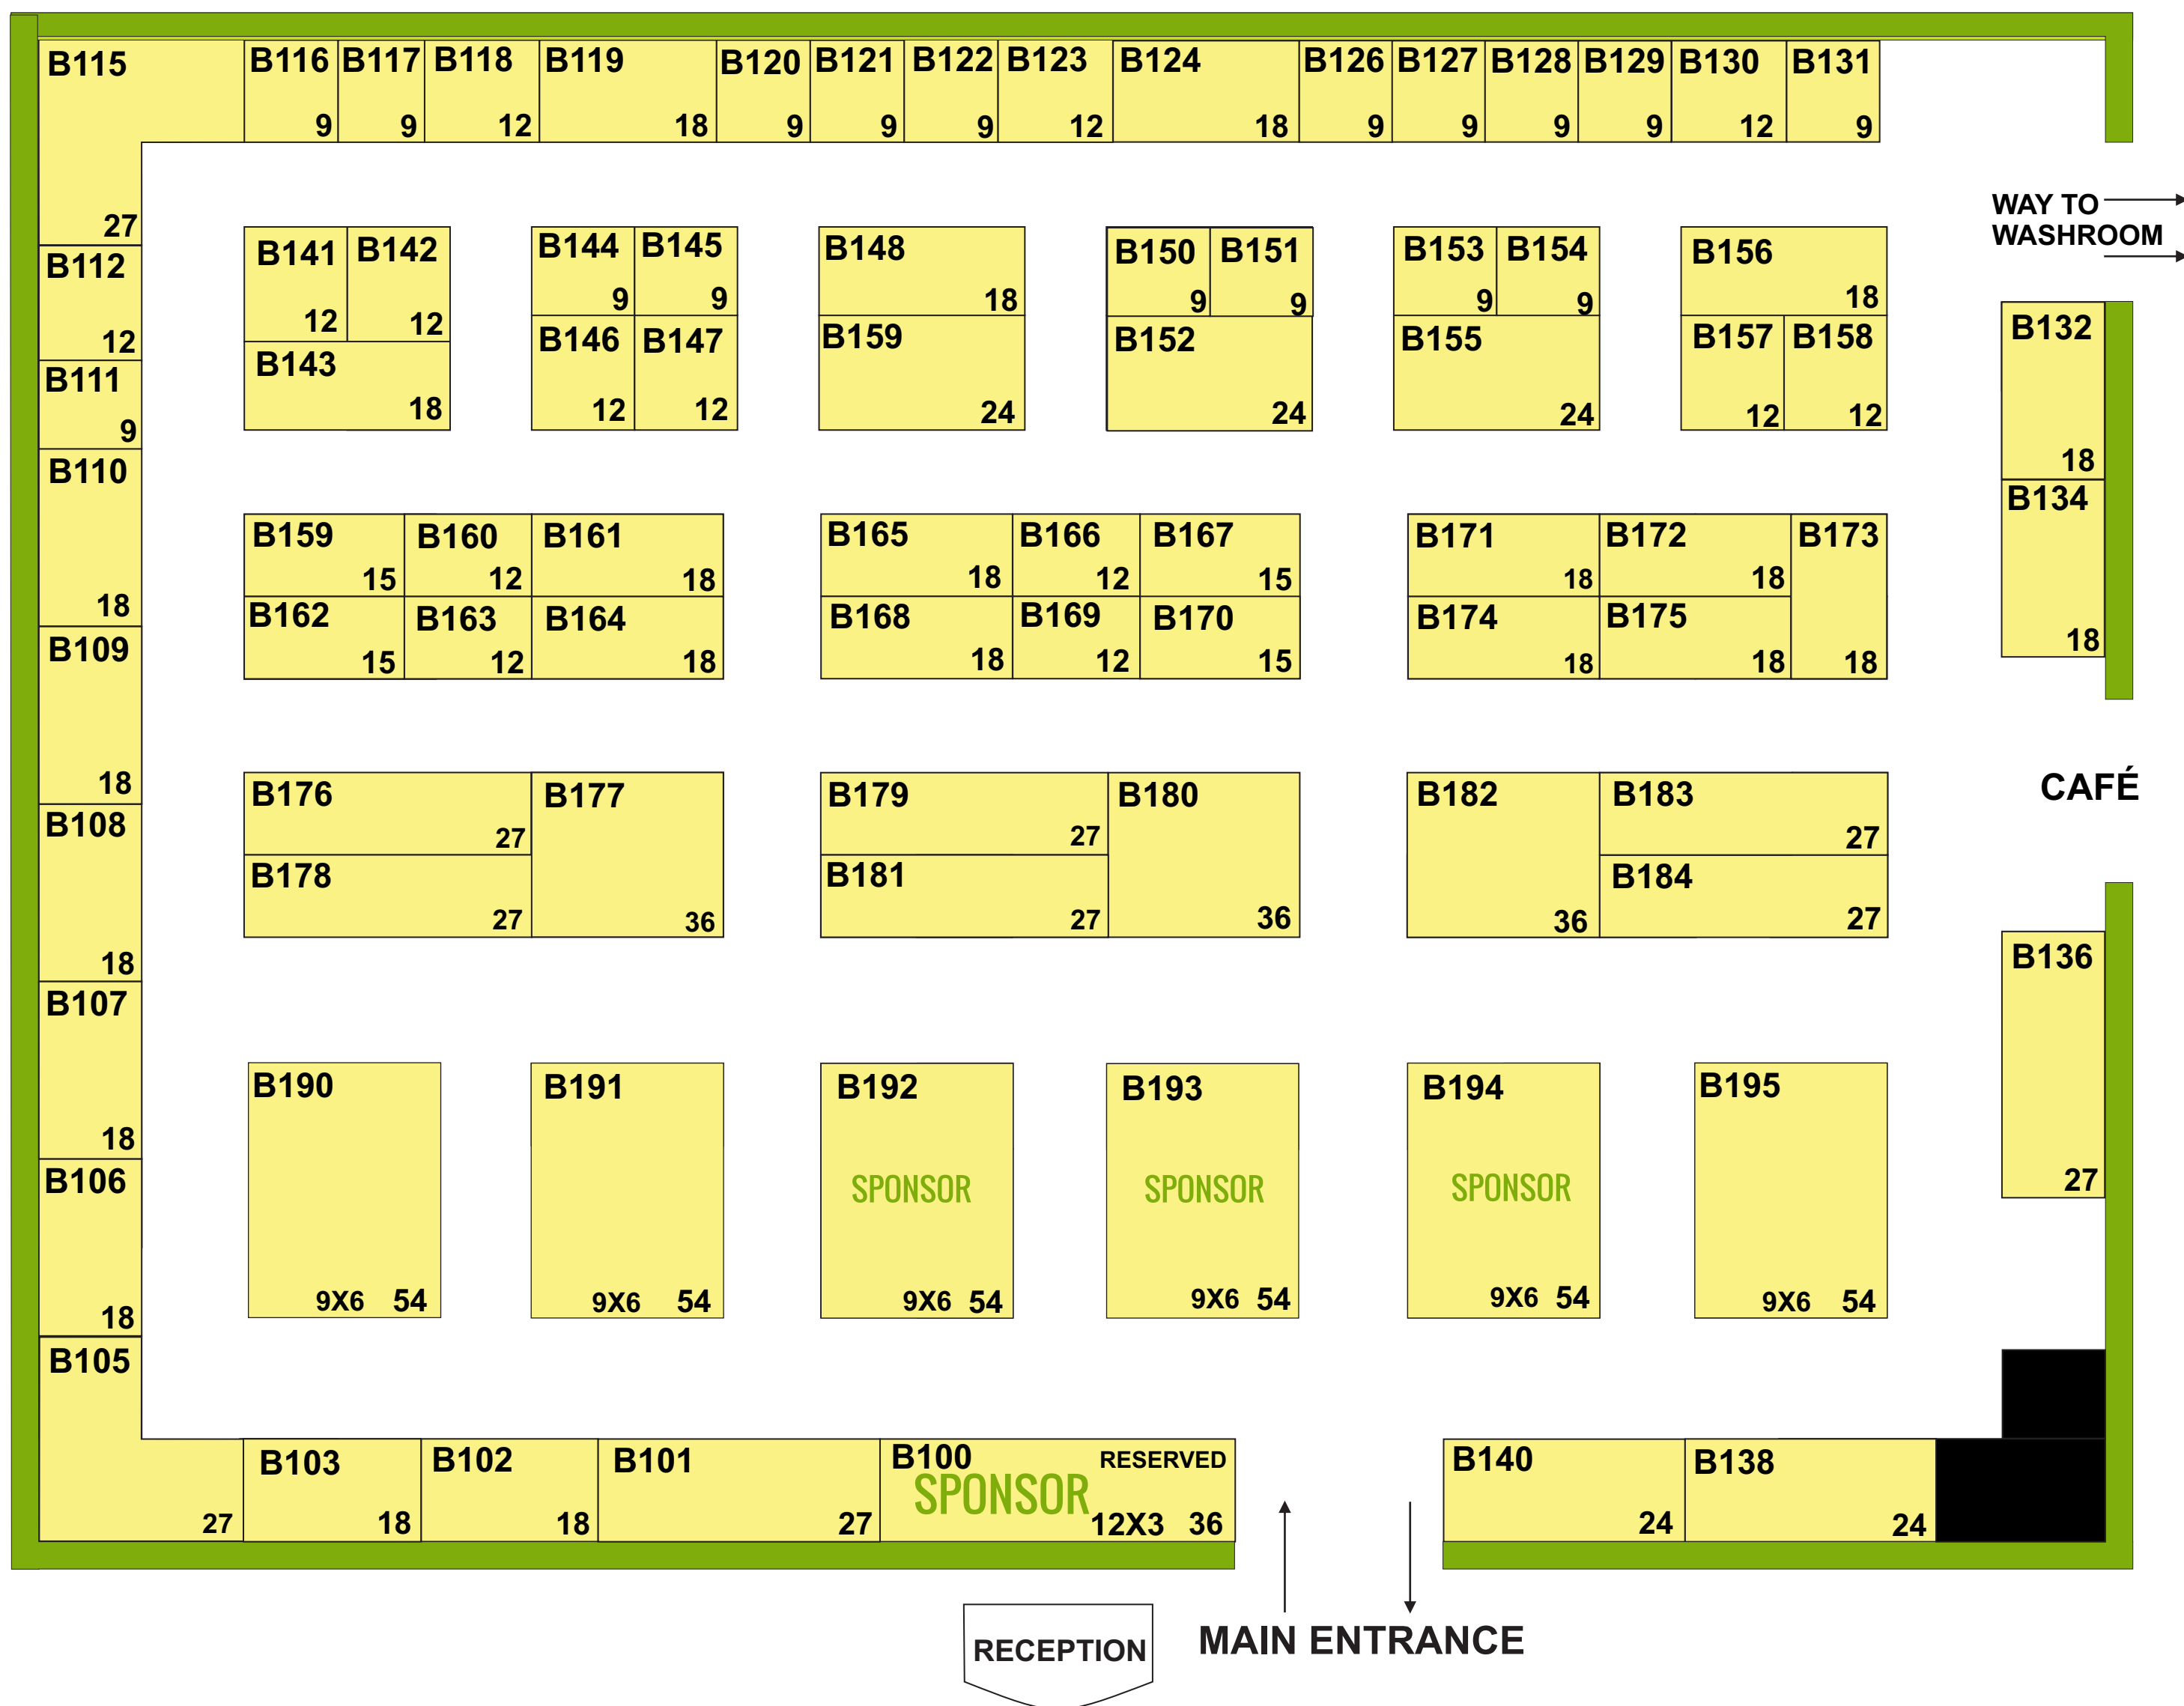 B115 B116 B117 B118 B119 B120 B121 B122 B123 B124 B126 B127 B128 B129 B130 B131
9 9 12 18 9 9 9 12 18 9 9 9 9 12 9
27
WAY TO
WASHROOM
B141 B142 B144 B145 B148 B150 B151 B153 B154 B156
B112
9 9 18 9 9 9 9 18
12 12
12
B143 B146 B147 B159 B152 B155 B157 B158 B132
B111
18 12 12 24 24 24 12 12
9
18
B110
B134
B159 B160 B161 B165 B166 B167 B171 B172 B173
15 12 18 18 12 15 18 18
18
B162 B163 B164 B168 B169 B170 B174 B175
15 12 18 18 12 15 18 18 18
18
B109
18
CAFÉ
B176 B177 B179 B180 B182 B183
27 27 27
B108
B178 B181 B184
27 36 27 36 36 27
18
B136
B107
18
B190 B191 B192 B193 B194 B195
B106
SPONSOR SPONSOR SPONSOR
27
9X6 54 9X6 54 9X6 54 9X6 54 9X6 54 9X6 54
18
B105
B103 B102 B101 B100 RESERVED B140 B138
SPONSOR
27 18 18 27 12X3 36 24 24
RECEPTION MAIN ENTRANCE